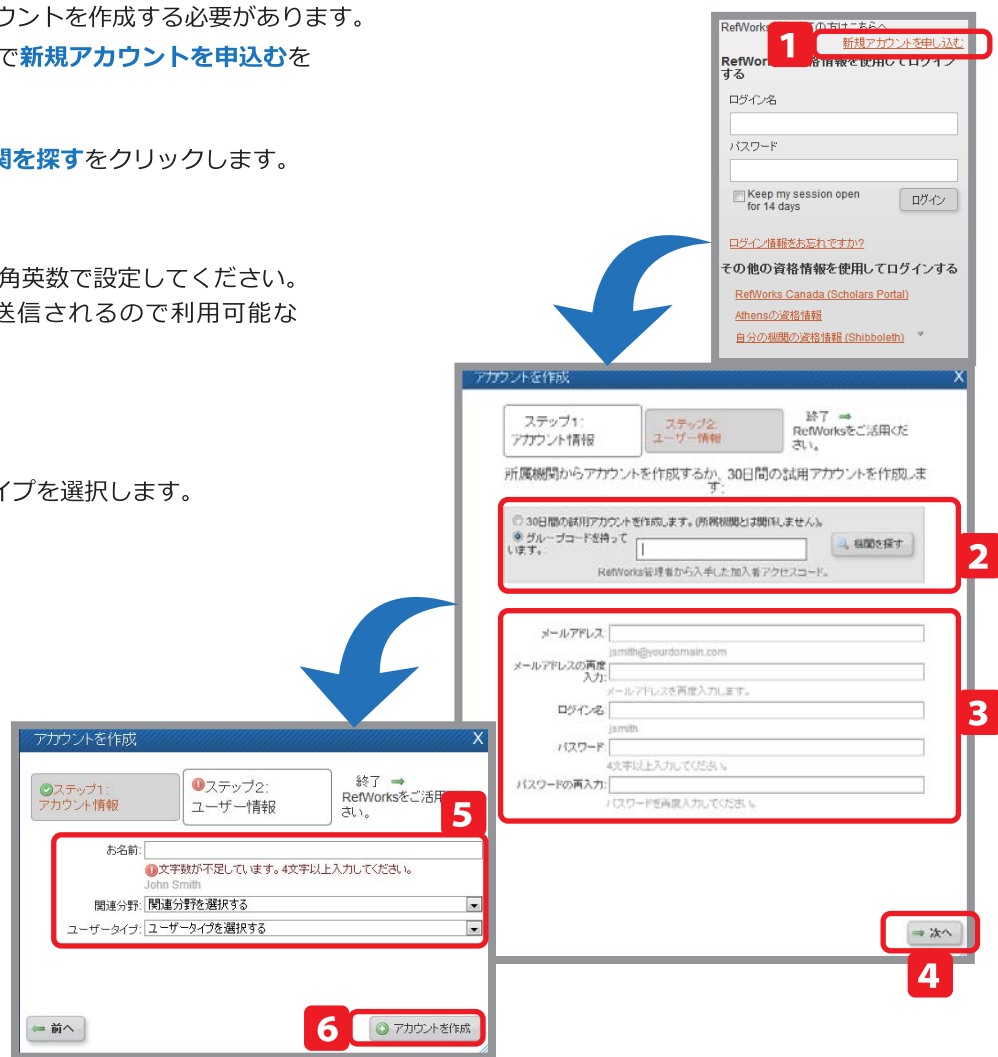 ウントを作成する必要があります。
で新規アカウントを申込むを
関を探すをクリックします。
角英数で設定してください。
送信されるので利用可能な
イプを選択します。
RefWorks
の方はこちらへ
1
新規アカウントを申し込む
RefWor
格情報を使用してログイン
する
ログイン名
パスワード
Keep my session open
for 14 days
ログイン
ログイン情報をお忘れですか?
その他の資格情報を使用してログインする
RefWorks Canada (Scholars Portal)
Athensの資格情報
自分の機関の資格情報 (Shibboleth)
アカウントを作成
X
ステップ1:
アカウント情報
ステップ2:
ユーザー情報
終了
RefWorksをご活用くだ
さい。
所属機関からアカウントを作成するか、30日間の試用アカウントを作成しま
す:
30日間の試用アカウントを作成します。(所属機関とは関係しません)。
グループコードを持って
います。:
機関を探す
RefWorks管理者から入手した加入者アクセスコード。
2
メールアドレス:
jsmith@yourdomain.com
メールアドレスの再度
入力:
メールアドレスを再度入力します。
ログイン名:
jsmith
パスワード:
4文字以上入力してください。
パスワードの再入力:
パスワードを再度入力してください。
3
次へ
4
アカウントを作成
X
ステップ1:
アカウント情報
ステップ2:
ユーザー情報
終了
RefWorksをご活用
さい。
5
お名前:
文字数が不足しています。4文字以上入力してください。
John Smith
関連分野:
関連分野を選択する
ユーザータイプ:
ユーザータイプを選択する
前へ
6
アカウントを作成